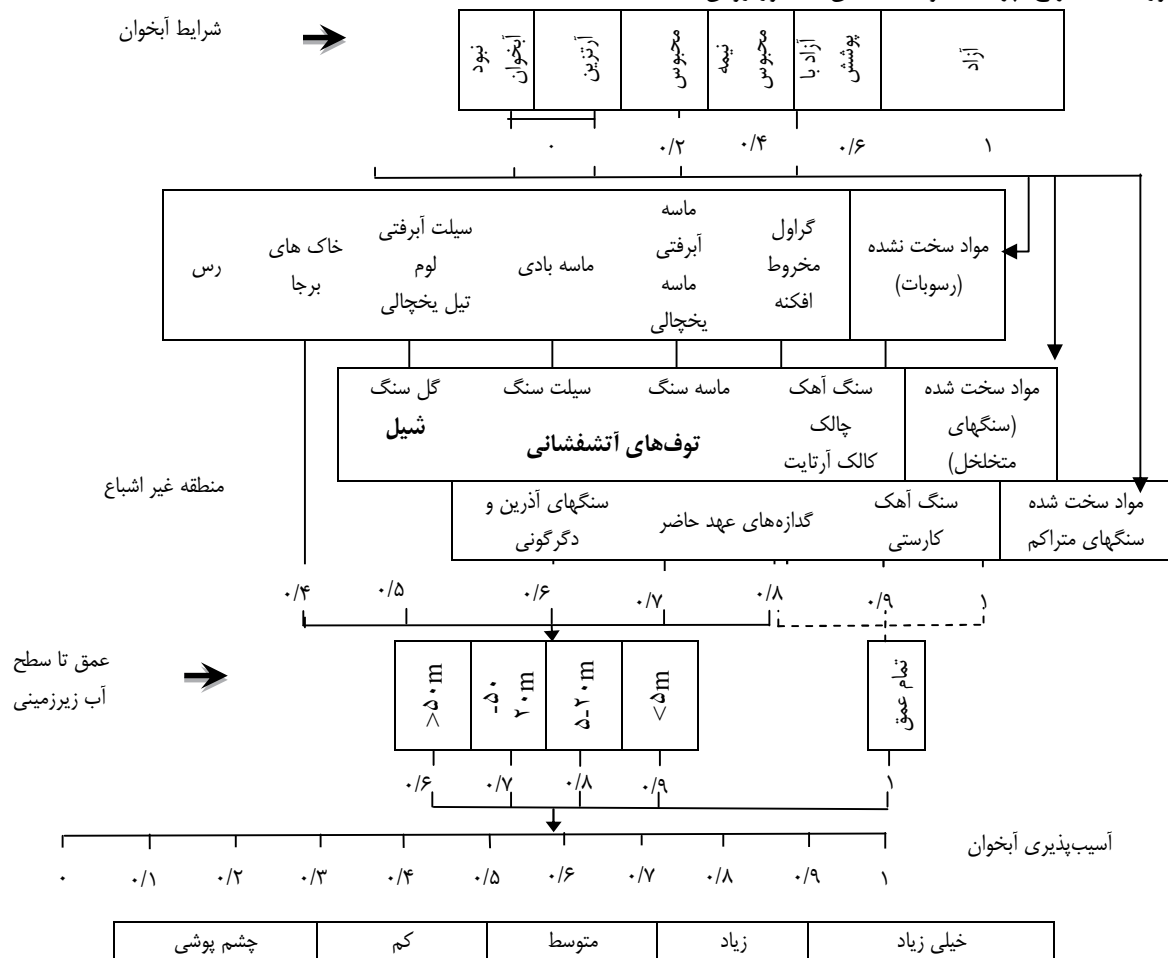 شرایط آبخوان
آزاد
آزاد با پوشش
نیمه محبوس
محبوس
آرتزین
نبود آبخوان
۱
۰/۶
۰/۴
۰/۲
۰
مواد سخت نشده
(رسوبات)
گراول
مخروط
افکنه
ماسه
آبرفتی
ماسه
یخچالی
ماسه بادی
سیلت آبرفتی
لوم
تیل یخچالی
خاک های
برجا
رس
مواد سخت شده
(سنگهای
متخلخل)
سنگ آهک
چالک
کالک آرتایت
ماسه سنگ
سیلت سنگ
توف‌های آتشفشانی
گل سنگ
شیل
منطقه غیر اشباع
مواد سخت شده
سنگهای متراکم
سنگ آهک
کارستی
گدازه‌های عهد حاضر
سنگهای آذرین و
دگرگونی
۱
۰/۹
۰/۸
۰/۷
۰/۶
۰/۵
۰/۴
عمق تا سطح
آب زیرزمینی
تمام عمق
<۵m
۵-۲۰m
-۵۰
۲۰m
>۵۰m
۱
۰/۹
۰/۸
۰/۷
۰/۶
آسیب‌پذیری آبخوان
۱
۰/۹
۰/۸
۰/۷
۰/۶
۰/۵
۰/۴
۰/۳
۰/۲
۰/۱
۰
خیلی زیاد
زیاد
متوسط
کم
چشم پوشی